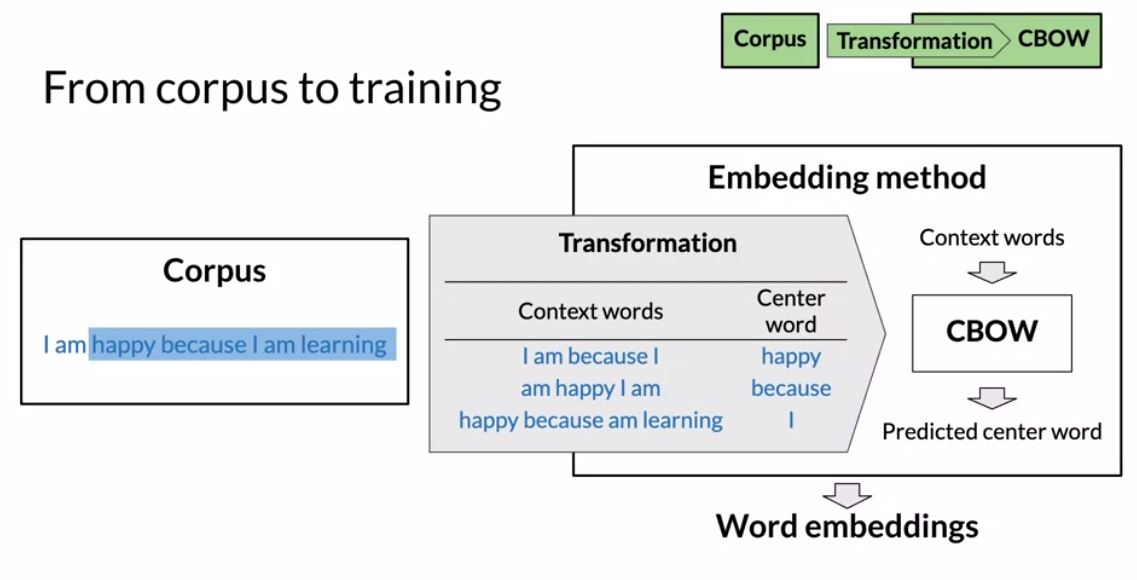 Corpus Transformation CBOW
From corpus to training
Embedding method
Corpus
I am happy because I am learning
Transformation
Context words Center word
I am because I happy
am happy I am because
happy because am learning I
Context words
CBOW
Predicted center word
Word embeddings